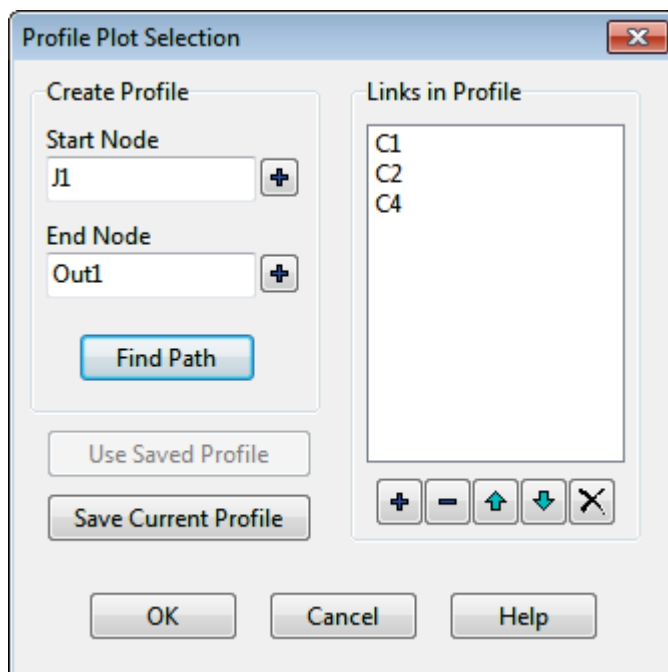 Profile Plot Selection
Create Profile
Start Node
J1
End Node
Out1
Find Path
Use Saved Profile
Save Current Profile
Links in Profile
C1
C2
C4
OK
Cancel
Help